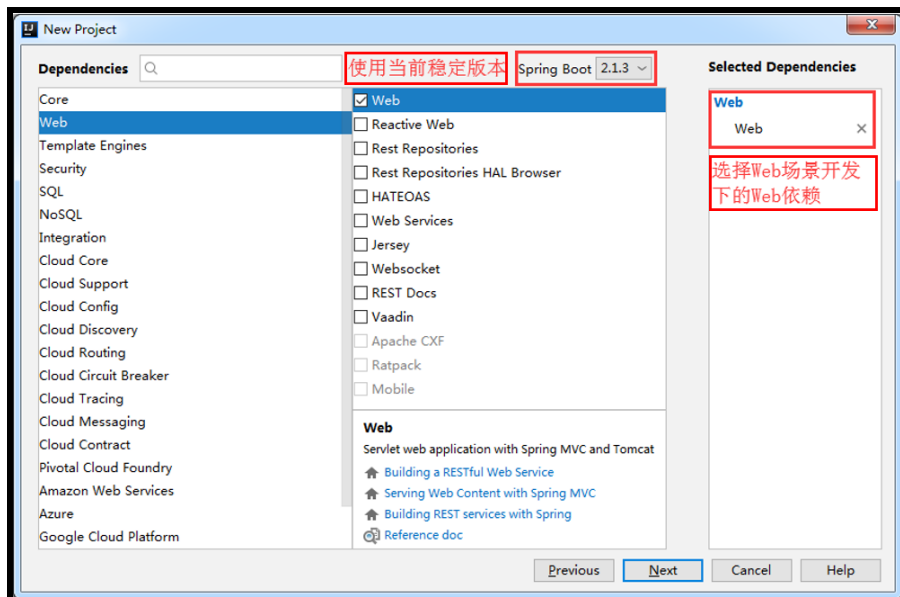 New Project
Dependencies
使用当前稳定版本
Spring Boot 2.1.3
Selected Dependencies
Core
Web
Template Engines
Security
SQL
NoSQL
Integration
Cloud Core
Cloud Support
Cloud Config
Cloud Discovery
Cloud Routing
Cloud Circuit Breaker
Cloud Tracing
Cloud Messaging
Cloud Contract
Pivotal Cloud Foundry
Amazon Web Services
Azure
Google Cloud Platform
Web
Reactive Web
Rest Repositories
Rest Repositories HAL Browser
HATEOAS
Web Services
Jersey
Websocket
REST Docs
Vaadin
Apache CXF
Ratpack
Mobile
Web
Servlet web application with Spring MVC and Tomcat
Building a RESTful Web Service
Serving Web Content with Spring MVC
Building REST services with Spring
Reference doc
Web
Web
选择Web场景开发
下的Web依赖
Previous
Next
Cancel
Help